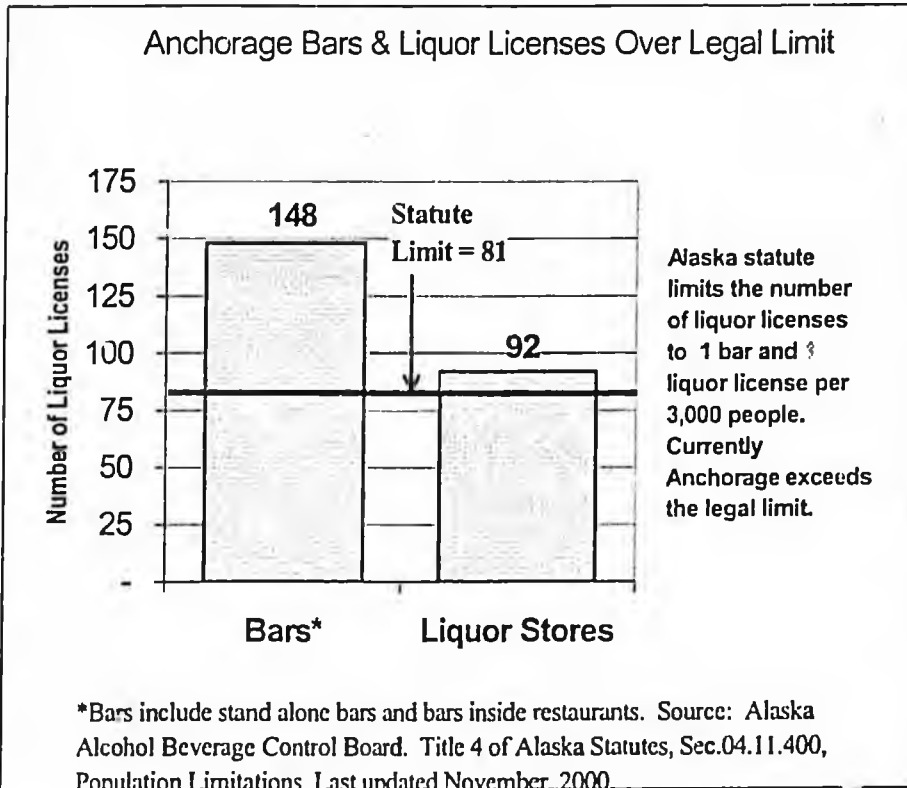 Anchorage Bars & Liquor Licenses Over Legal Limit
Number of Liquor Licenses
175
150
125
100
75
50
25
-
148
Statute
Limit = 81
92
Bars*
Liquor Stores
Alaska statute
limits the number
of liquor licenses
to 1 bar and
liquor license per
3,000 people.
Currently
Anchorage exceeds
the legal limit.
*Bars include stand alone bars and bars inside restaurants. Source: Alaska
Alcohol Beverage Control Board. Title 4 of Alaska Statutes, Sec.04.11.400,
Population Limitations. Last updated November, 2000.